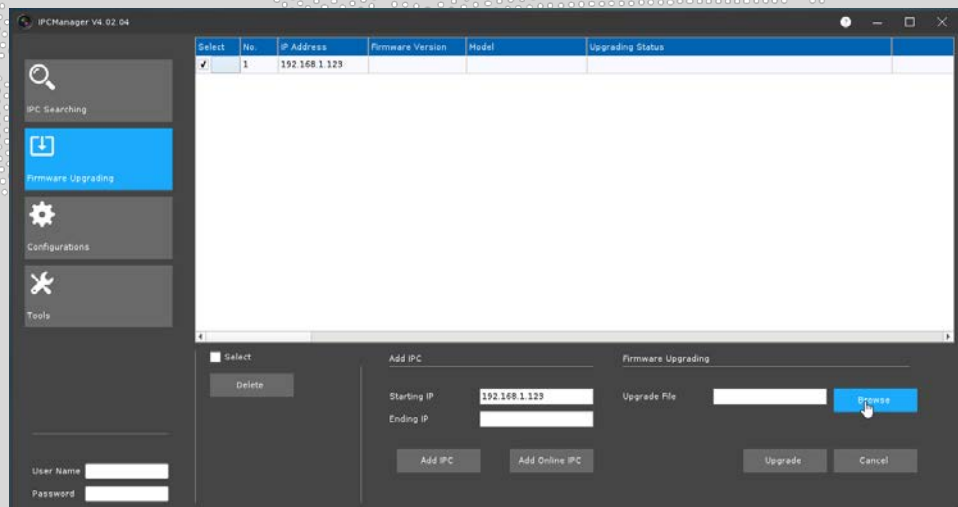 IPCManager V4.02.04
Select No. IP Address Firmware Version Model Upgrading Status
1 192.168.1.123
IPC Searching
Firmware Upgrading
Configurations
Tools
Select
Delete
Add IPC
Starting IP 192.168.1.123
Ending IP
Add IPC Add Online IPC
Firmware Upgrading
Upgrade File Browse
Upgrade Cancel
User Name
Password